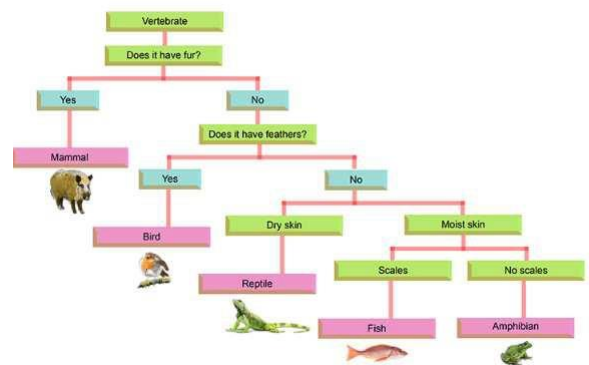 Vertebrate
Does it have fur?
Yes
No
Does it have feathers?
Mammal
Yes
No
Dry skin
Moist skin
Bird
Scales
No scales
Reptile
Fish
Amphibian